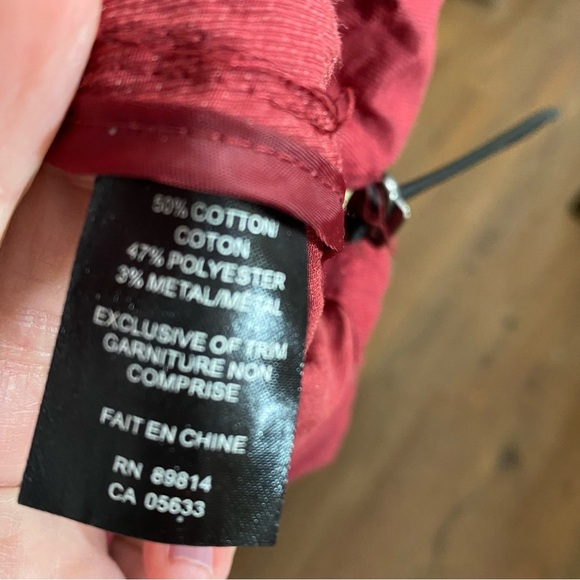 50% COTTON
COTON
47% POLYESTER
3% METAL/MÉTAL
EXCLUSIVE OF TRIM
GARNITURE NON
COMPRISE
FAIT EN CHINE
RN 89814
CA 05633